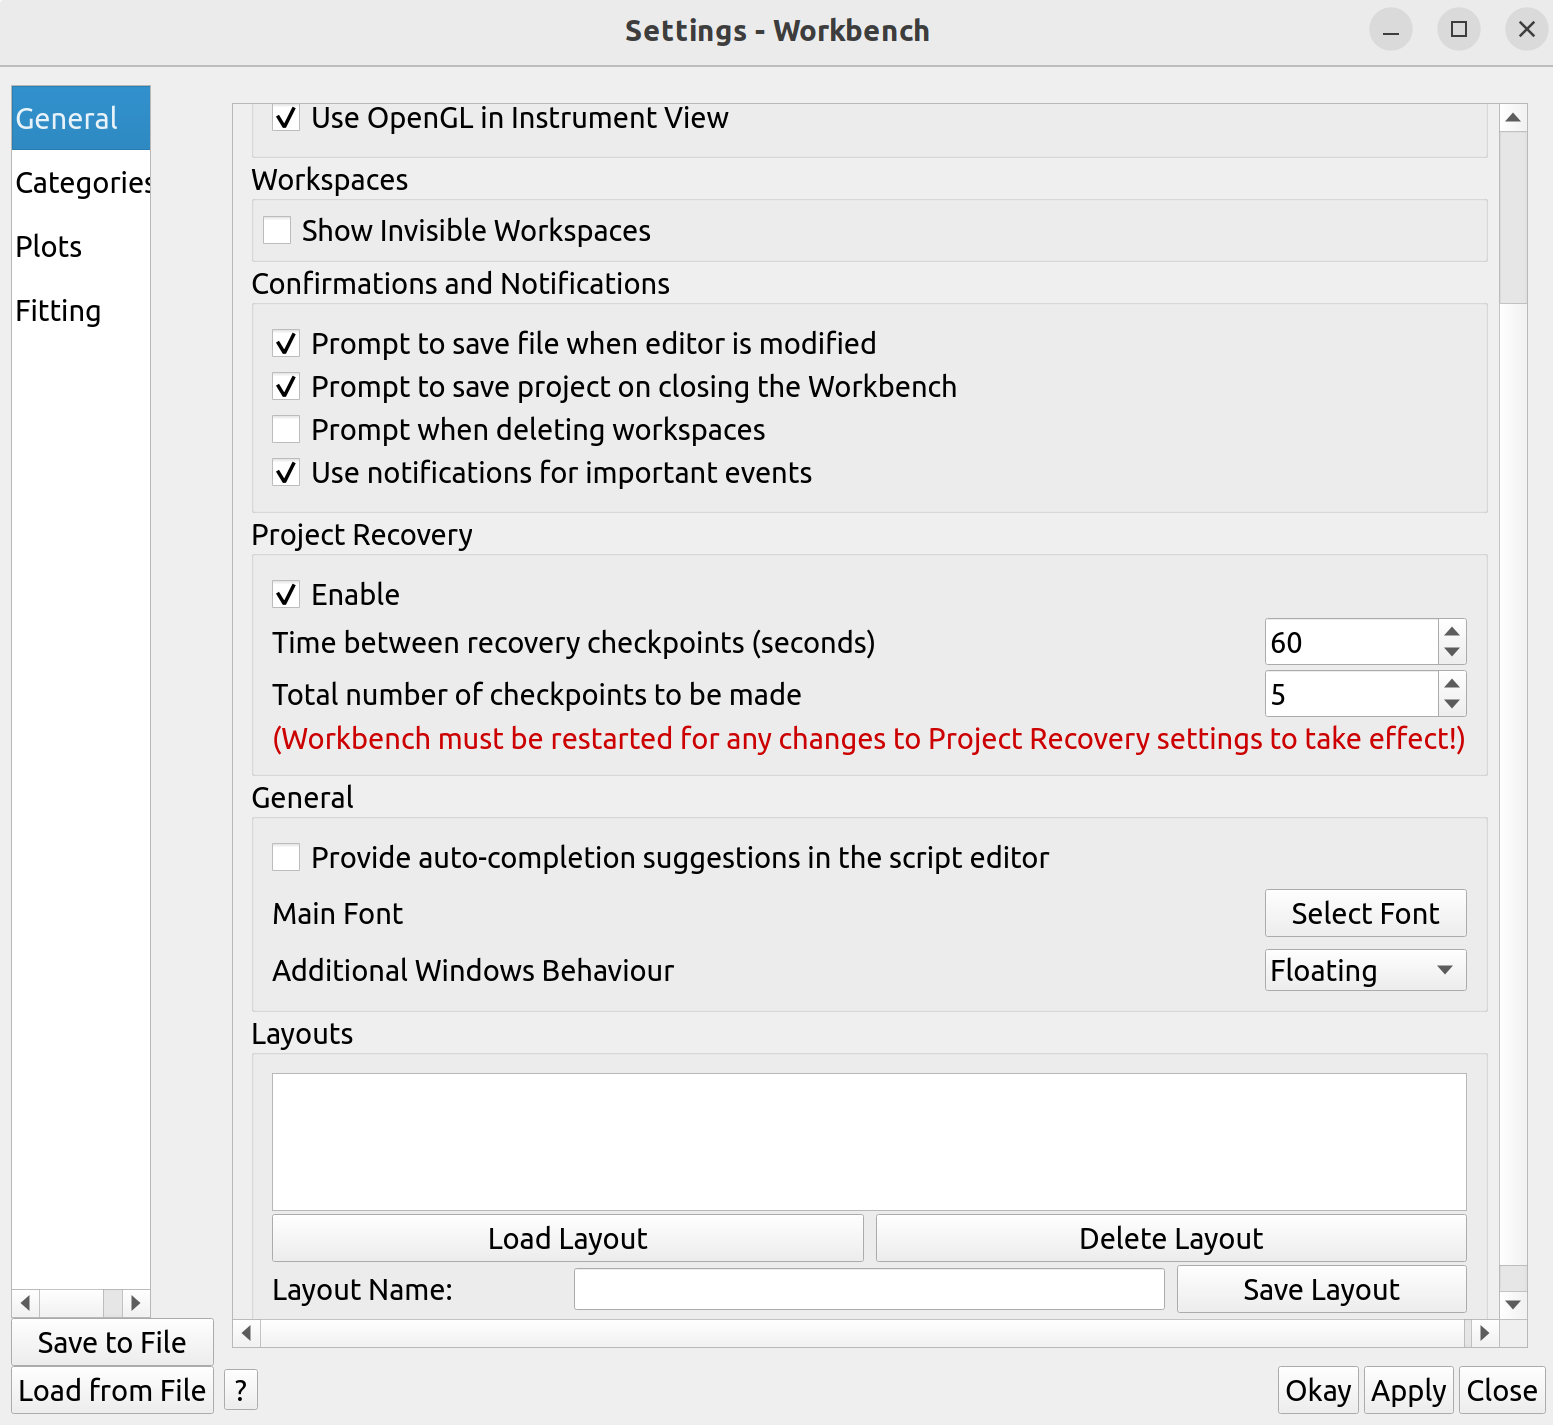 Settings - Workbench
General
Categories
Plots
Fitting
Use OpenGL in Instrument View
Workspaces
Show Invisible Workspaces
Confirmations and Notifications
Prompt to save file when editor is modified
Prompt to save project on closing the Workbench
Prompt when deleting workspaces
Use notifications for important events
Project Recovery
Enable
Time between recovery checkpoints (seconds) 60
Total number of checkpoints to be made 5
(Workbench must be restarted for any changes to Project Recovery settings to take effect!)
General
Provide auto-completion suggestions in the script editor
Main Font Select Font
Additional Windows Behaviour Floating
Layouts
Load Layout Delete Layout
Layout Name: Save Layout
Save to File
Load from File ? Okay Apply Close